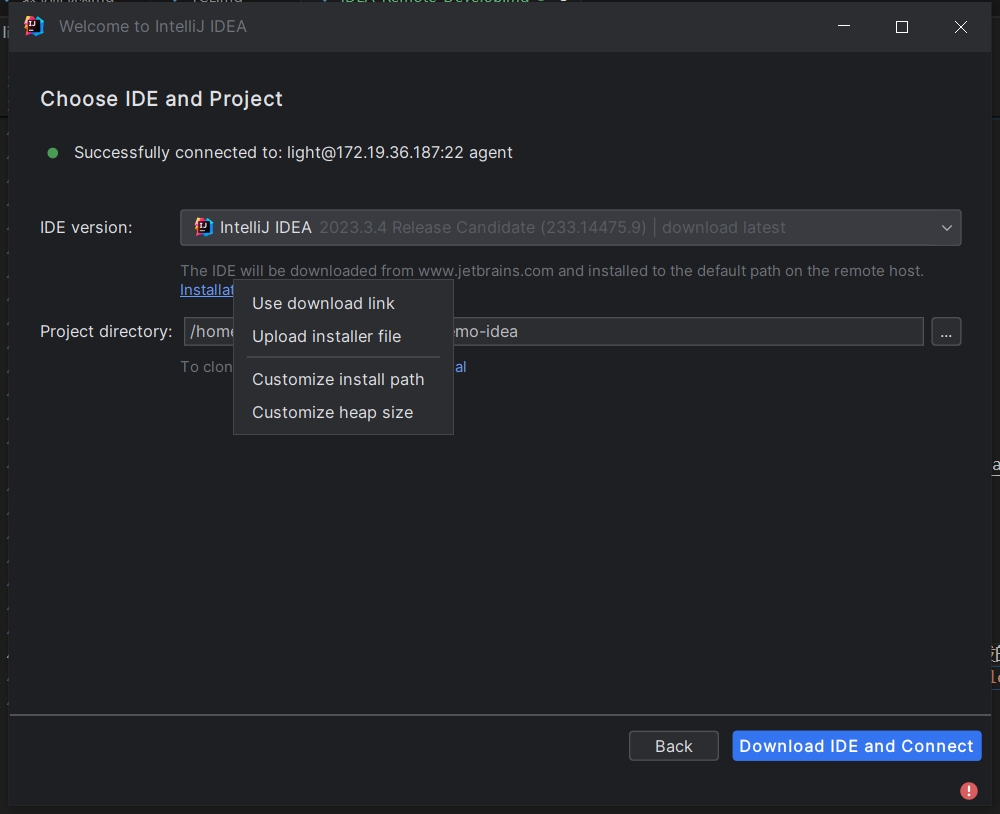 Welcome to IntelliJ IDEA
Choose IDE and Project
Successfully connected to: light@172.19.36.187:22 agent
IDE version:
IntelliJ IDEA 2023.3.4 Release Candidate (233.14475.9) | download latest
The IDE will be downloaded from www.jetbrains.com and installed to the default path on the remote host.
Installat
Use download link
Upload installer file
Customize install path
Customize heap size
Project directory:
/home
emo-idea
...
To clon
al
Back
Download IDE and Connect